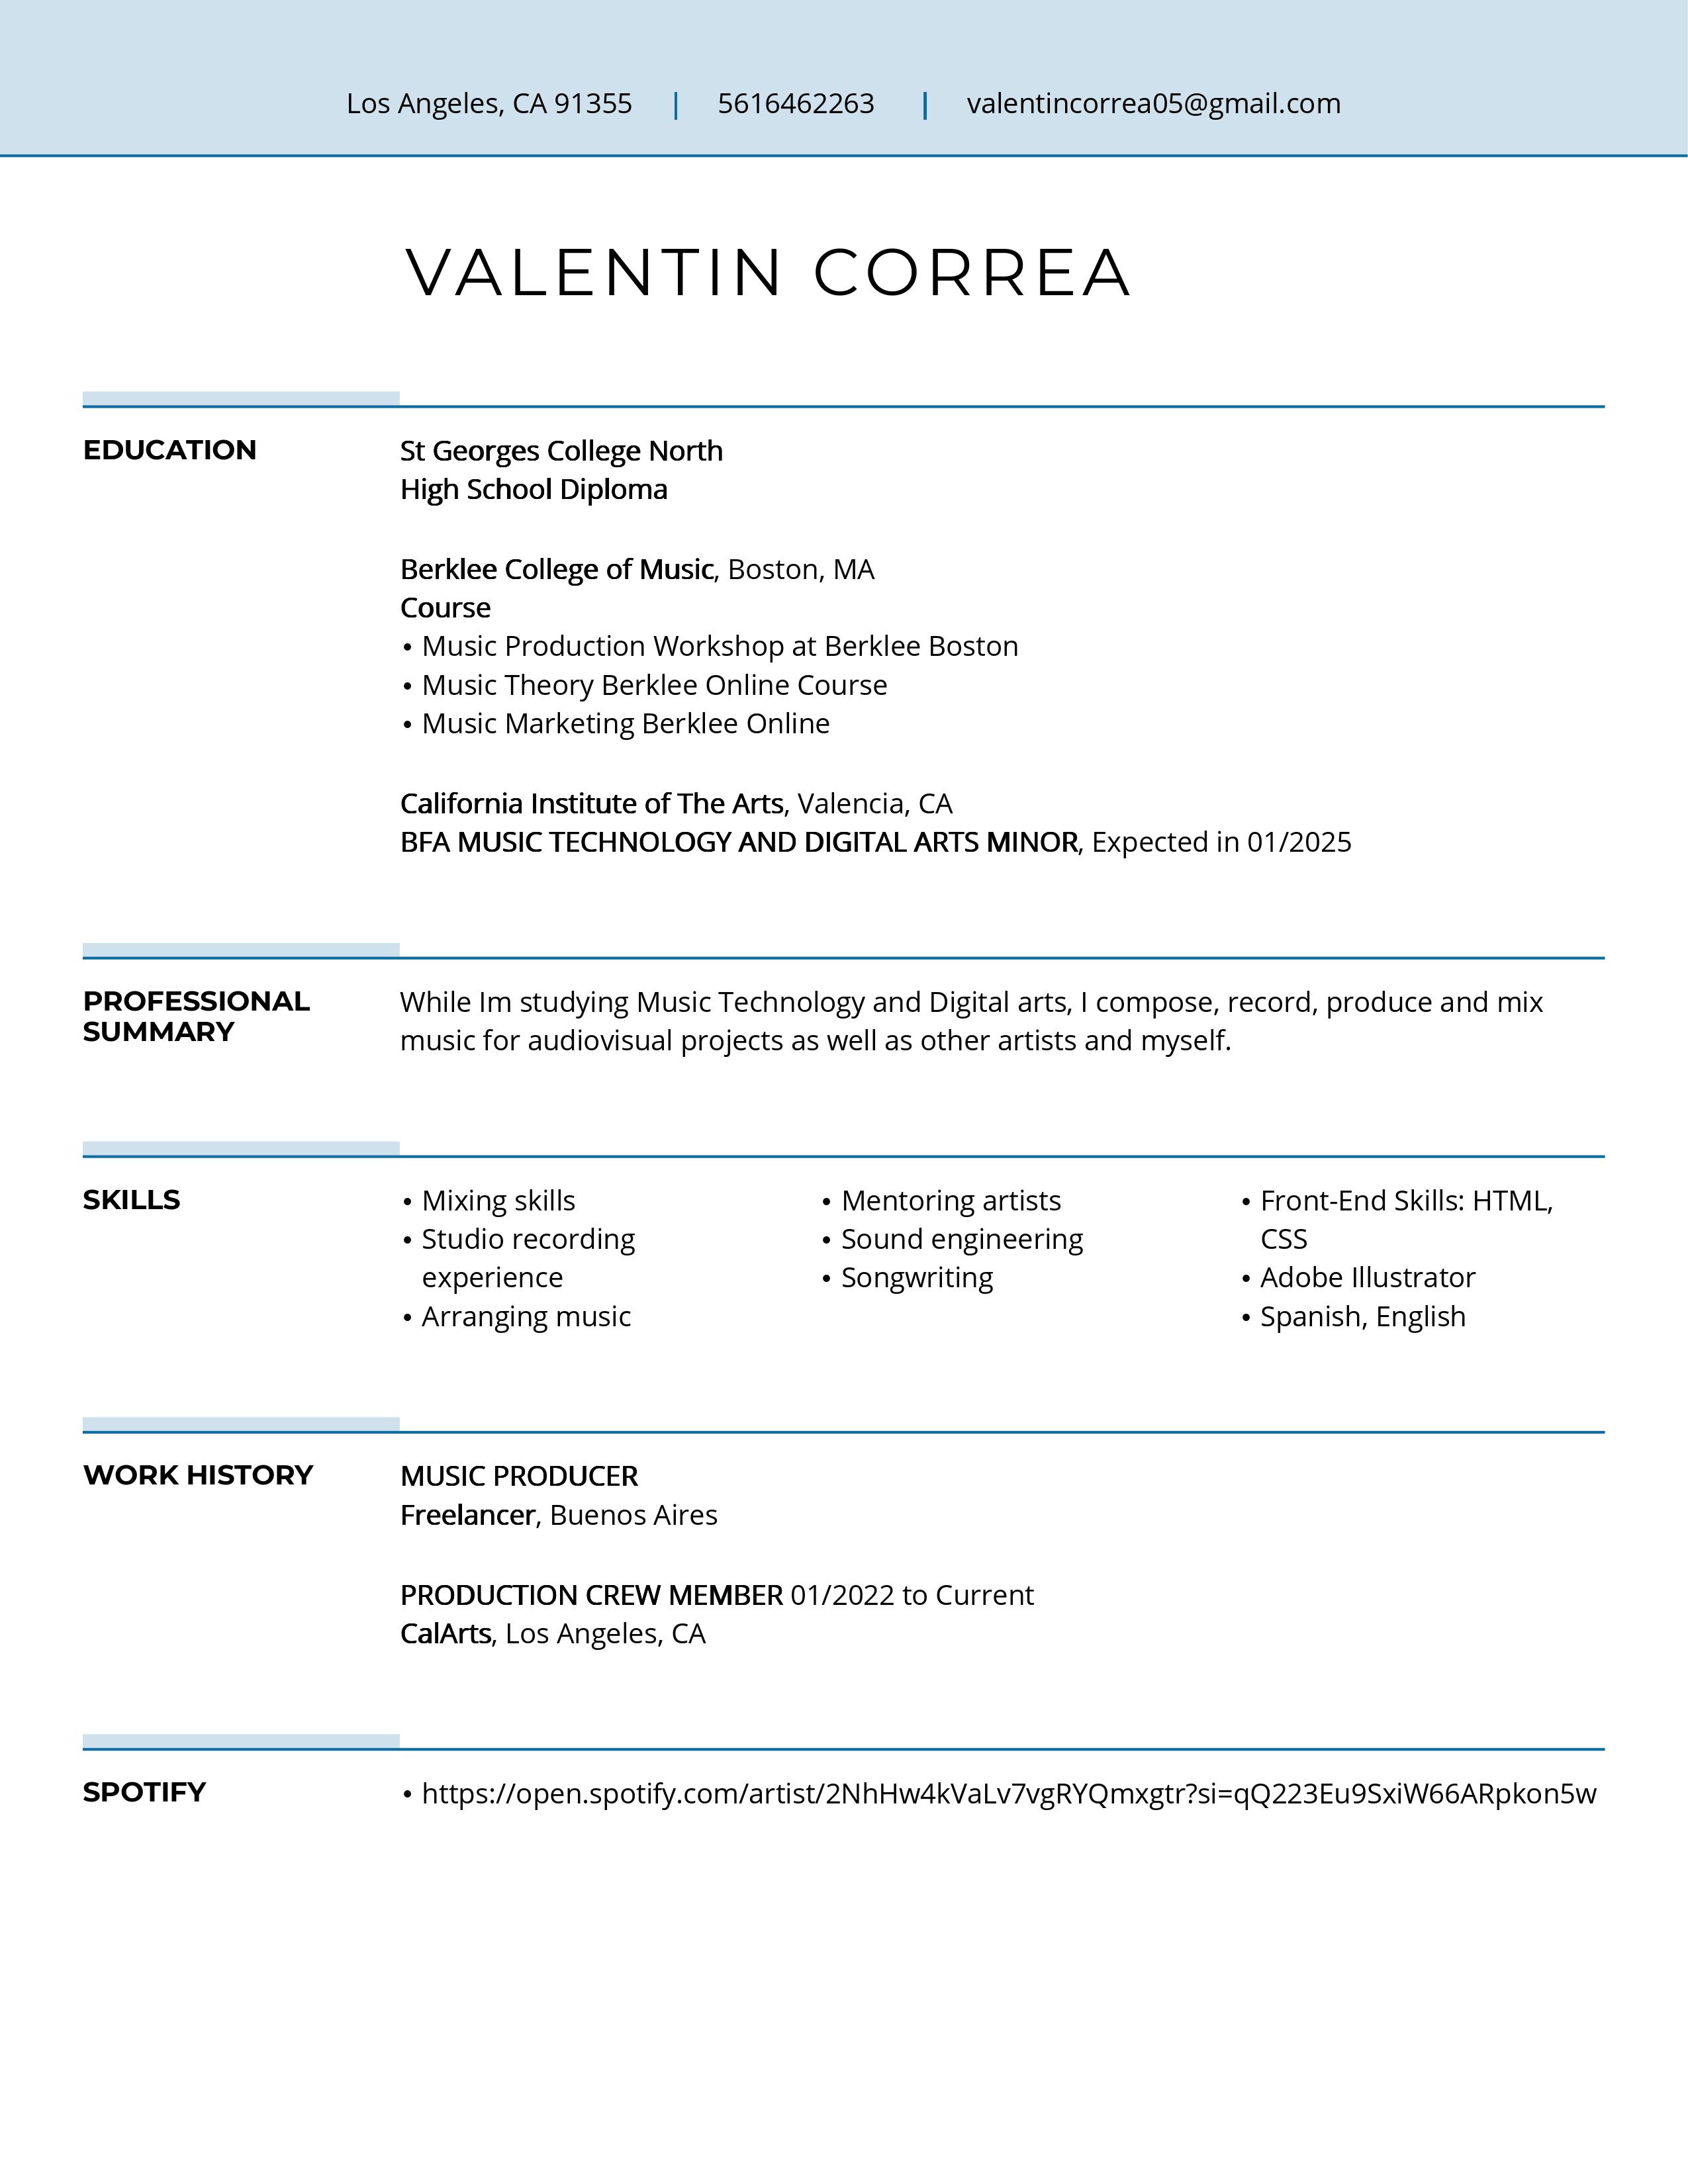 Los Angeles, CA 91355 | 5616462263 | valentincorrea05@gmail.com
VALENTIN CORREA
EDUCATION
St Georges College North
High School Diploma
Berklee College of Music, Boston, MA
Course
• Music Production Workshop at Berklee Boston
• Music Theory Berklee Online Course
• Music Marketing Berklee Online
California Institute of The Arts, Valencia, CA
BFA MUSIC TECHNOLOGY AND DIGITAL ARTS MINOR, Expected in 01/2025
PROFESSIONAL
SUMMARY
While Im studying Music Technology and Digital arts, I compose, record, produce and mix
music for audiovisual projects as well as other artists and myself.
SKILLS
• Mixing skills
• Studio recording
experience
• Arranging music
• Mentoring artists
• Sound engineering
• Songwriting
• Front-End Skills: HTML,
CSS
• Adobe Illustrator
• Spanish, English
WORK HISTORY
MUSIC PRODUCER
Freelancer, Buenos Aires
PRODUCTION CREW MEMBER 01/2022 to Current
CalArts, Los Angeles, CA
SPOTIFY
• https://open.spotify.com/artist/2NhHw4kVaLv7vgRYQmxgtr?si=qQ223Eu9SxiW66ARpkon5w